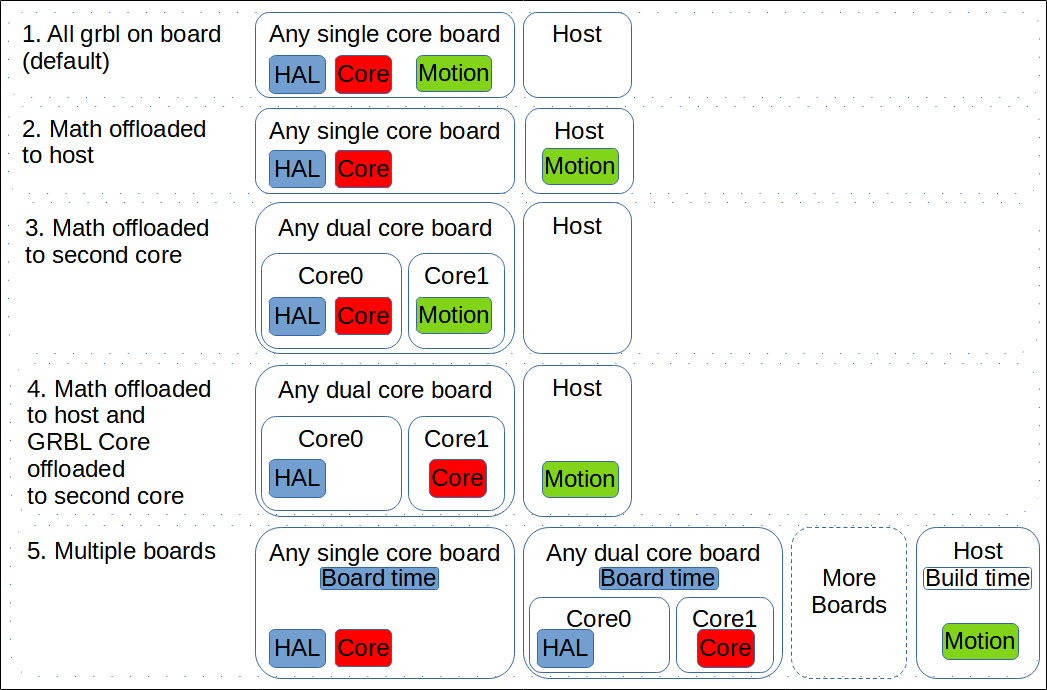 1. All grbl on board
(default)
Any single core board
HAL Core Motion
Host
2. Math offloaded
to host
Any single core board
HAL Core
Host
Motion
3. Math offloaded
to second core
Any dual core board
Core0
HAL Core
Core1
Motion
Host
4. Math offloaded
to host and
GRBL Core
offloaded
to second core
Any dual core board
Core0
HAL
Core1
Core
Host
Motion
5. Multiple boards
Any single core board
Board time
HAL Core
Any dual core board
Board time
Core0
HAL
Core1
Core
More
Boards
Host
Build time
Motion